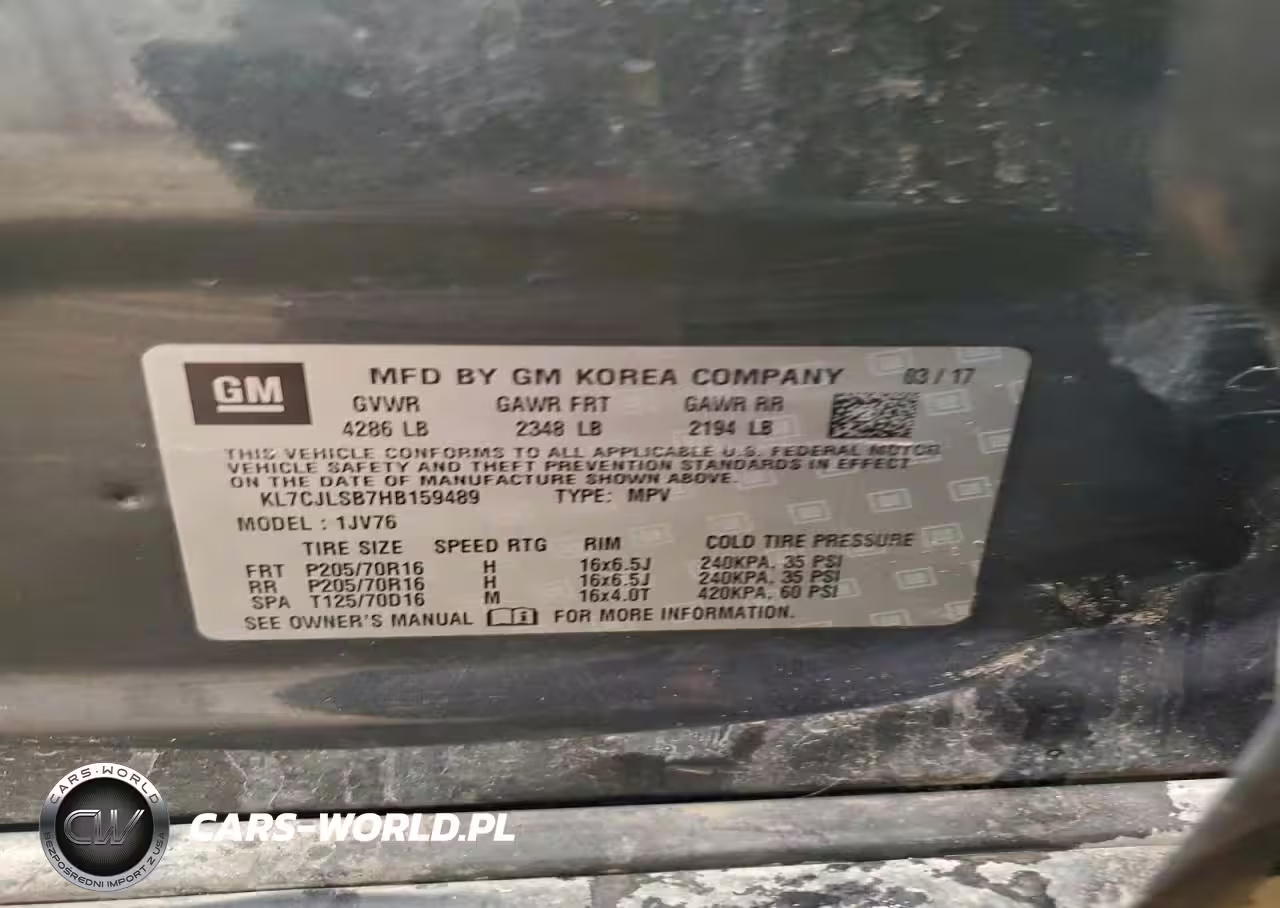 GM
MFD BY GM KOREA COMPANY 03 / 17
GVWR GAWR FRT GAWR RR
4286 LB 2348 LB 2194 LB
THIS VEHICLE CONFORMS TO ALL APPLICABLE U.S. FEDERAL MOTOR
VEHICLE SAFETY AND THEFT PREVENTION STANDARDS IN EFFECT
ON THE DATE OF MANUFACTURE SHOWN ABOVE.
KL7CJLSB7HB159489 TYPE: MPV
MODEL : 1JV76
TIRE SIZE SPEED RTG RIM COLD TIRE PRESSURE
FRT P205/70R16 H 16x6.5J 240KPA, 35 PSI
RR P205/70R16 H 16x6.5J 240KPA, 35 PSI
SPA T125/70D16 M 16x4.0T 420KPA, 60 PSI
SEE OWNER'S MANUAL FOR MORE INFORMATION.
CARS-WORLD
CW
BEZPOŚREDNI IMPORT Z USA
CARS-WORLD.PL